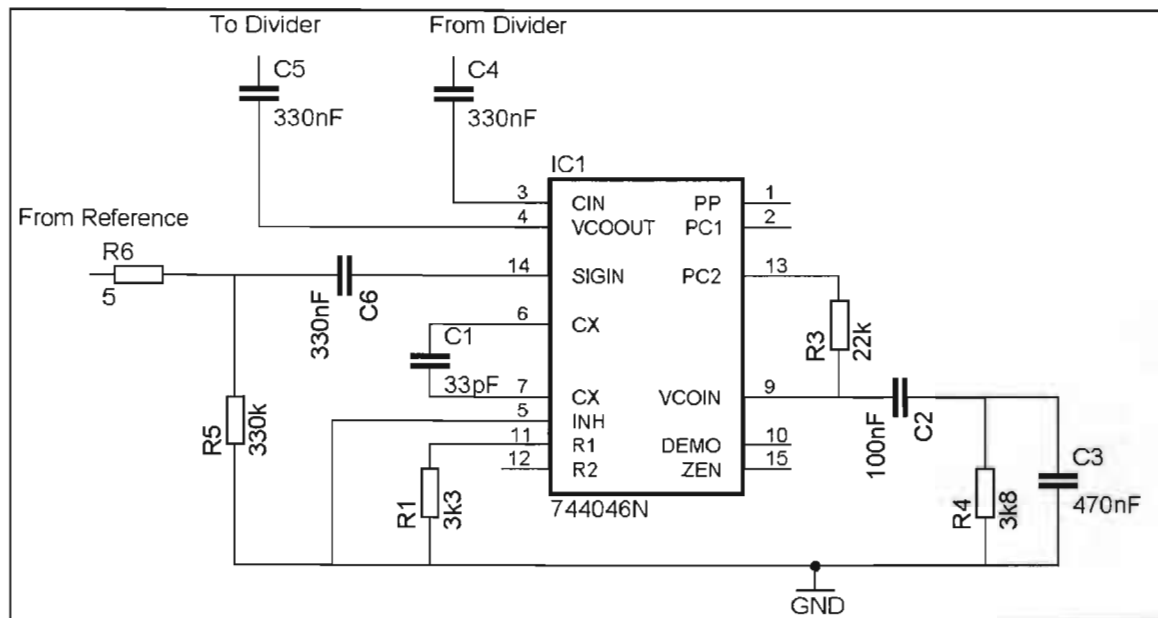 To Divider
From Divider
C5
330nF
C4
330nF
IC1
From Reference
R6
5
330nF
C6
R5
330k
C1
33pF
R1
3k3
3
CIN
PP
1
4
VCOOUT
PC1
2
14
SIGIN
PC2
13
6
CX
7
CX
VCOIN
9
5
INH
11
R1
DEMO
10
12
R2
ZEN
15
744046N
R3
22k
100nF
C2
R4
3k8
C3
470nF
GND